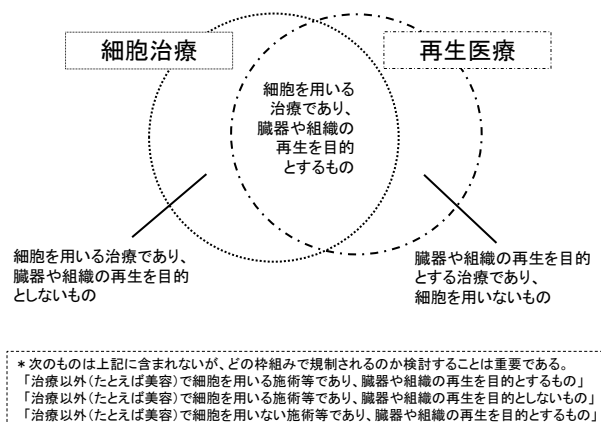 細胞治療
再生医療
細胞を用いる
治療であり、
臓器や組織の
再生を目的
とするもの
細胞を用いる治療であり、
臓器や組織の再生を目的
としないもの
臓器や組織の再生を目的
とする治療であり、
細胞を用いないもの
*次のものは上記に含まれないが、どの枠組みで規制されるのか検討することは重要である。
「治療以外(たとえば美容)で細胞を用いる施術等であり、臓器や組織の再生を目的とするもの」
「治療以外(たとえば美容)で細胞を用いる施術等であり、臓器や組織の再生を目的としないもの」
「治療以外(たとえば美容)で細胞を用いない施術等であり、臓器や組織の再生を目的とするもの」